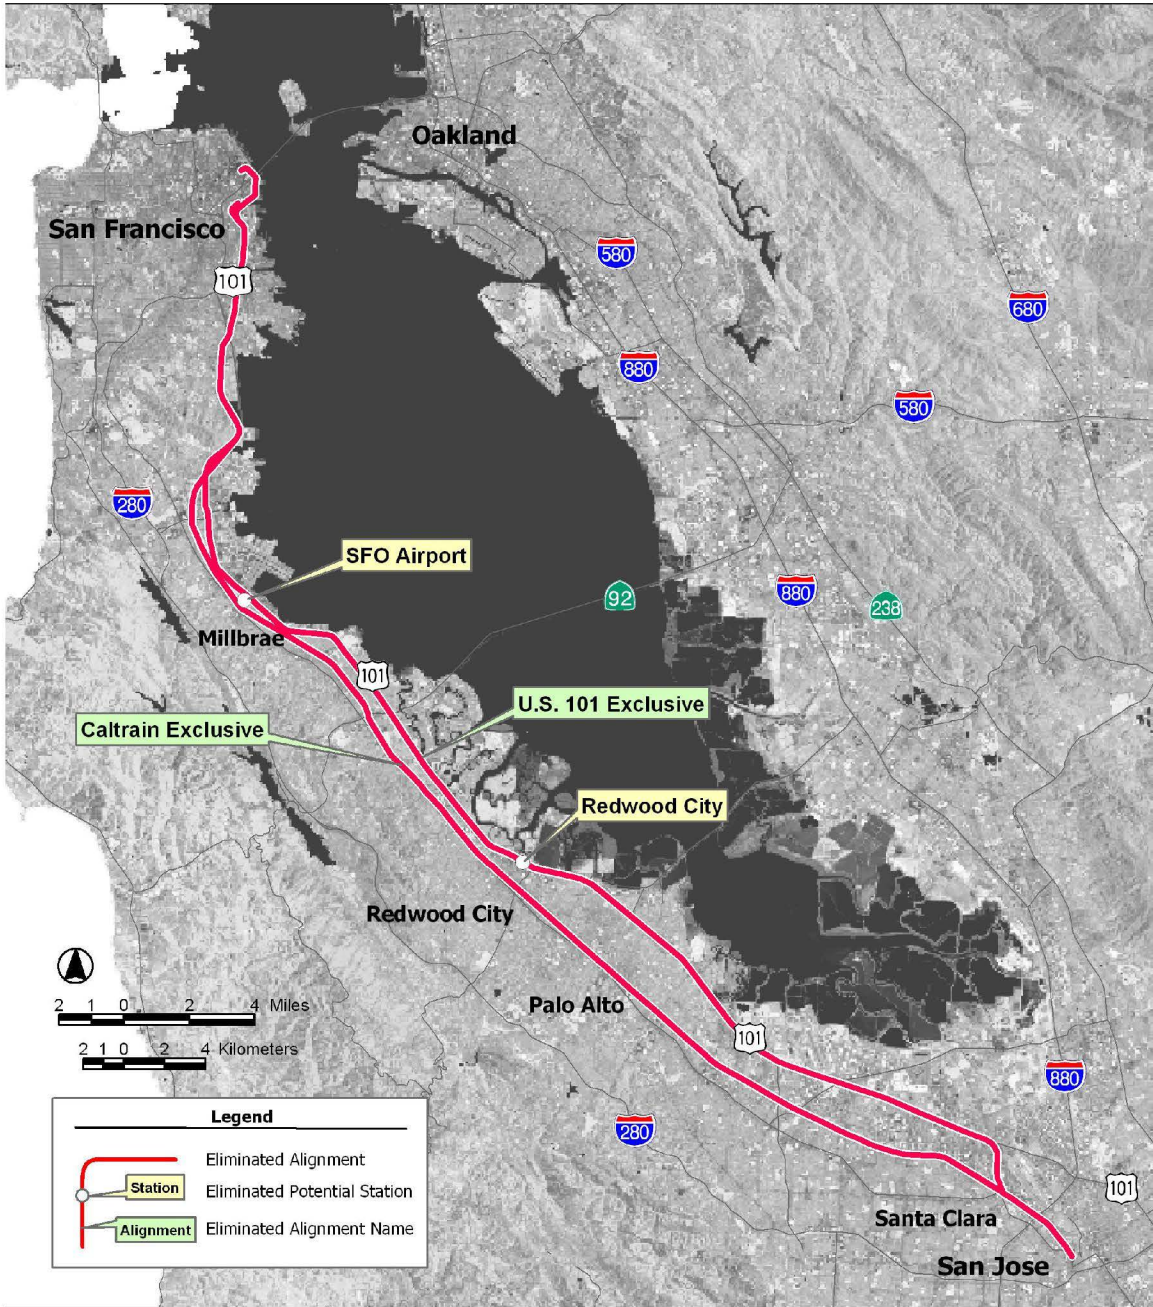 Oakland
San Francisco
101
580
680
880
580
280
SFO Airport
92
880
238
Millbrae
101
U.S. 101 Exclusive
Caltrain Exclusive
Redwood City
Redwood City
Palo Alto
101
880
280
101
Santa Clara
San Jose
2 1 0 2 4 Miles
2 1 0 2 4 Kilometers
Legend
Eliminated Alignment
Station Eliminated Potential Station
Alignment Eliminated Alignment Name